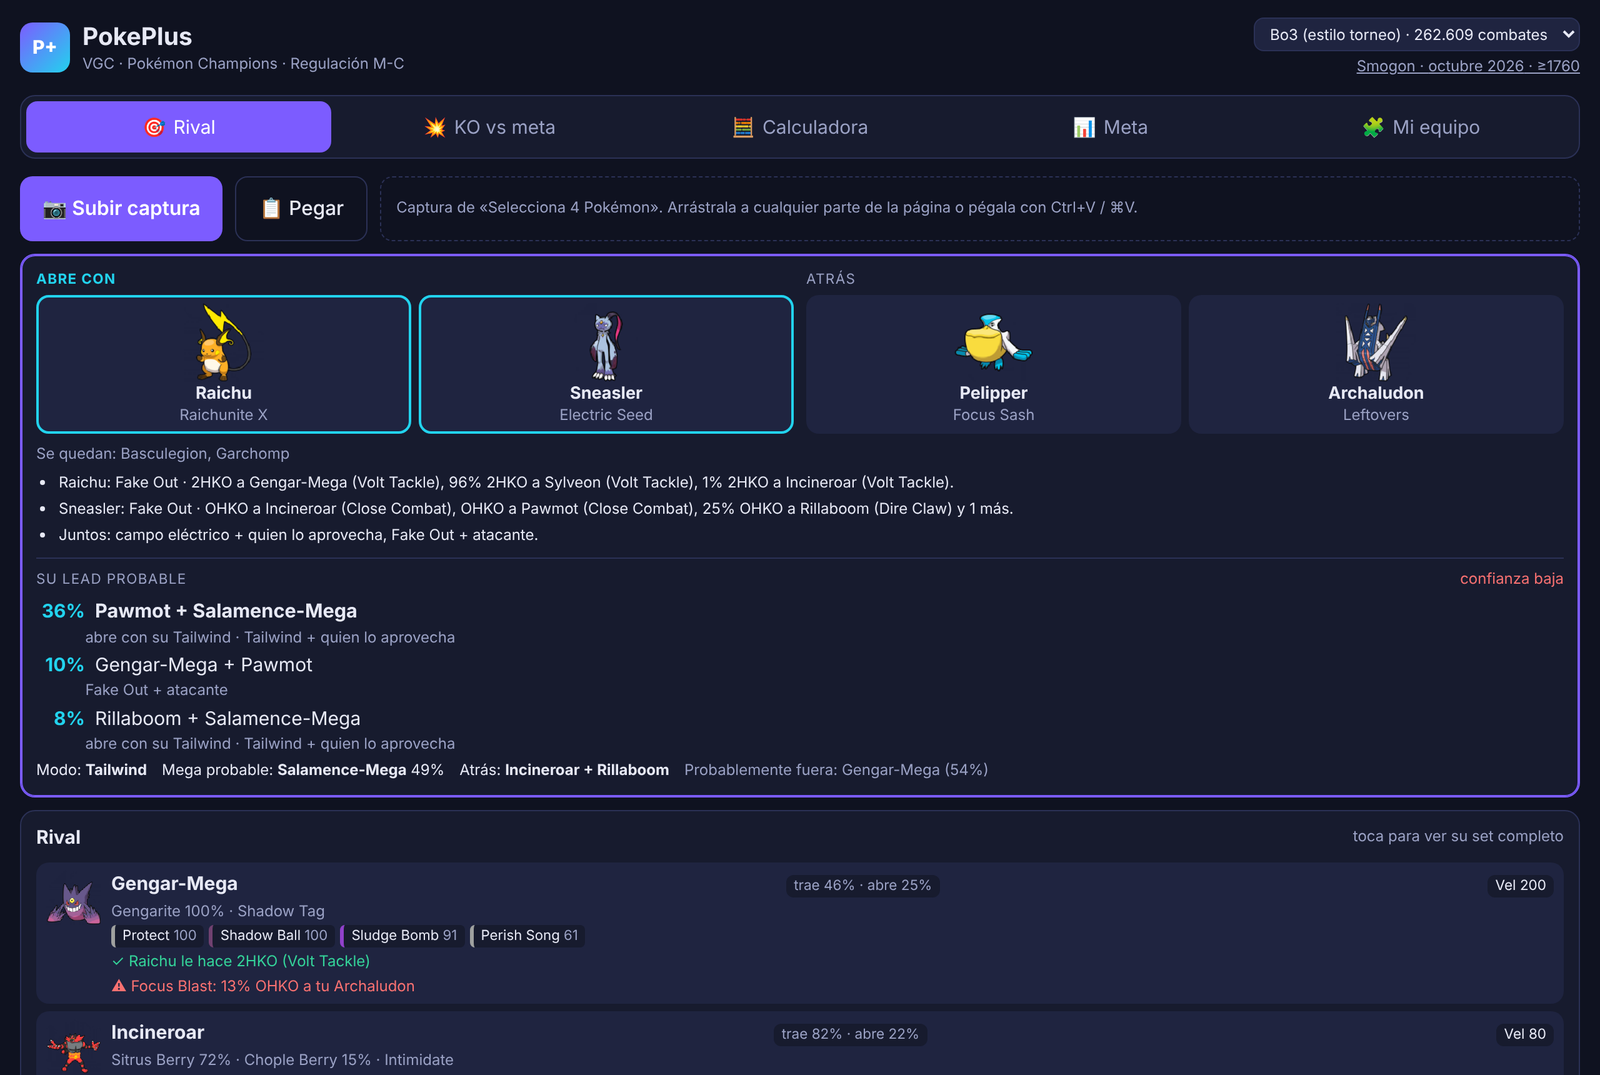 P+
PokePlus
VGC · Pokémon Champions · Regulación M-C
Bo3 (estilo torneo) · 262.609 combates
Smogon · octubre 2026 · ≥1760
🎯 Rival
💥 KO vs meta
🧮 Calculadora
📊 Meta
🧩 Mi equipo
📷 Subir captura
📋 Pegar
Captura de «Selecciona 4 Pokémon». Arrástrala a cualquier parte de la página o pégala con Ctrl+V / ⌘V.
ABRE CON
ATRÁS
Raichu
Raichunite X
Sneasler
Electric Seed
Pelipper
Focus Sash
Archaludon
Leftovers
Se quedan: Basculegion, Garchomp
• Raichu: Fake Out · 2HKO a Gengar-Mega (Volt Tackle), 96% 2HKO a Sylveon (Volt Tackle), 1% 2HKO a Incineroar (Volt Tackle).
• Sneasler: Fake Out · OHKO a Incineroar (Close Combat), OHKO a Pawmot (Close Combat), 25% OHKO a Rillaboom (Dire Claw) y 1 más.
• Juntos: campo eléctrico + quien lo aprovecha, Fake Out + atacante.
SU LEAD PROBABLE
confianza baja
36% Pawmot + Salamence-Mega
abre con su Tailwind · Tailwind + quien lo aprovecha
10% Gengar-Mega + Pawmot
Fake Out + atacante
8% Rillaboom + Salamence-Mega
abre con su Tailwind · Tailwind + quien lo aprovecha
Modo: Tailwind Mega probable: Salamence-Mega 49% Atrás: Incineroar + Rillaboom Probablemente fuera: Gengar-Mega (54%)
Rival
toca para ver su set completo
Gengar-Mega
trae 46% · abre 25%
Vel 200
Gengarite 100% · Shadow Tag
Protect 100 Shadow Ball 100 Sludge Bomb 91 Perish Song 61
✓ Raichu le hace 2HKO (Volt Tackle)
⚠ Focus Blast: 13% OHKO a tu Archaludon
Incineroar
trae 82% · abre 22%
Vel 80
Sitrus Berry 72% · Chople Berry 15% · Intimidate